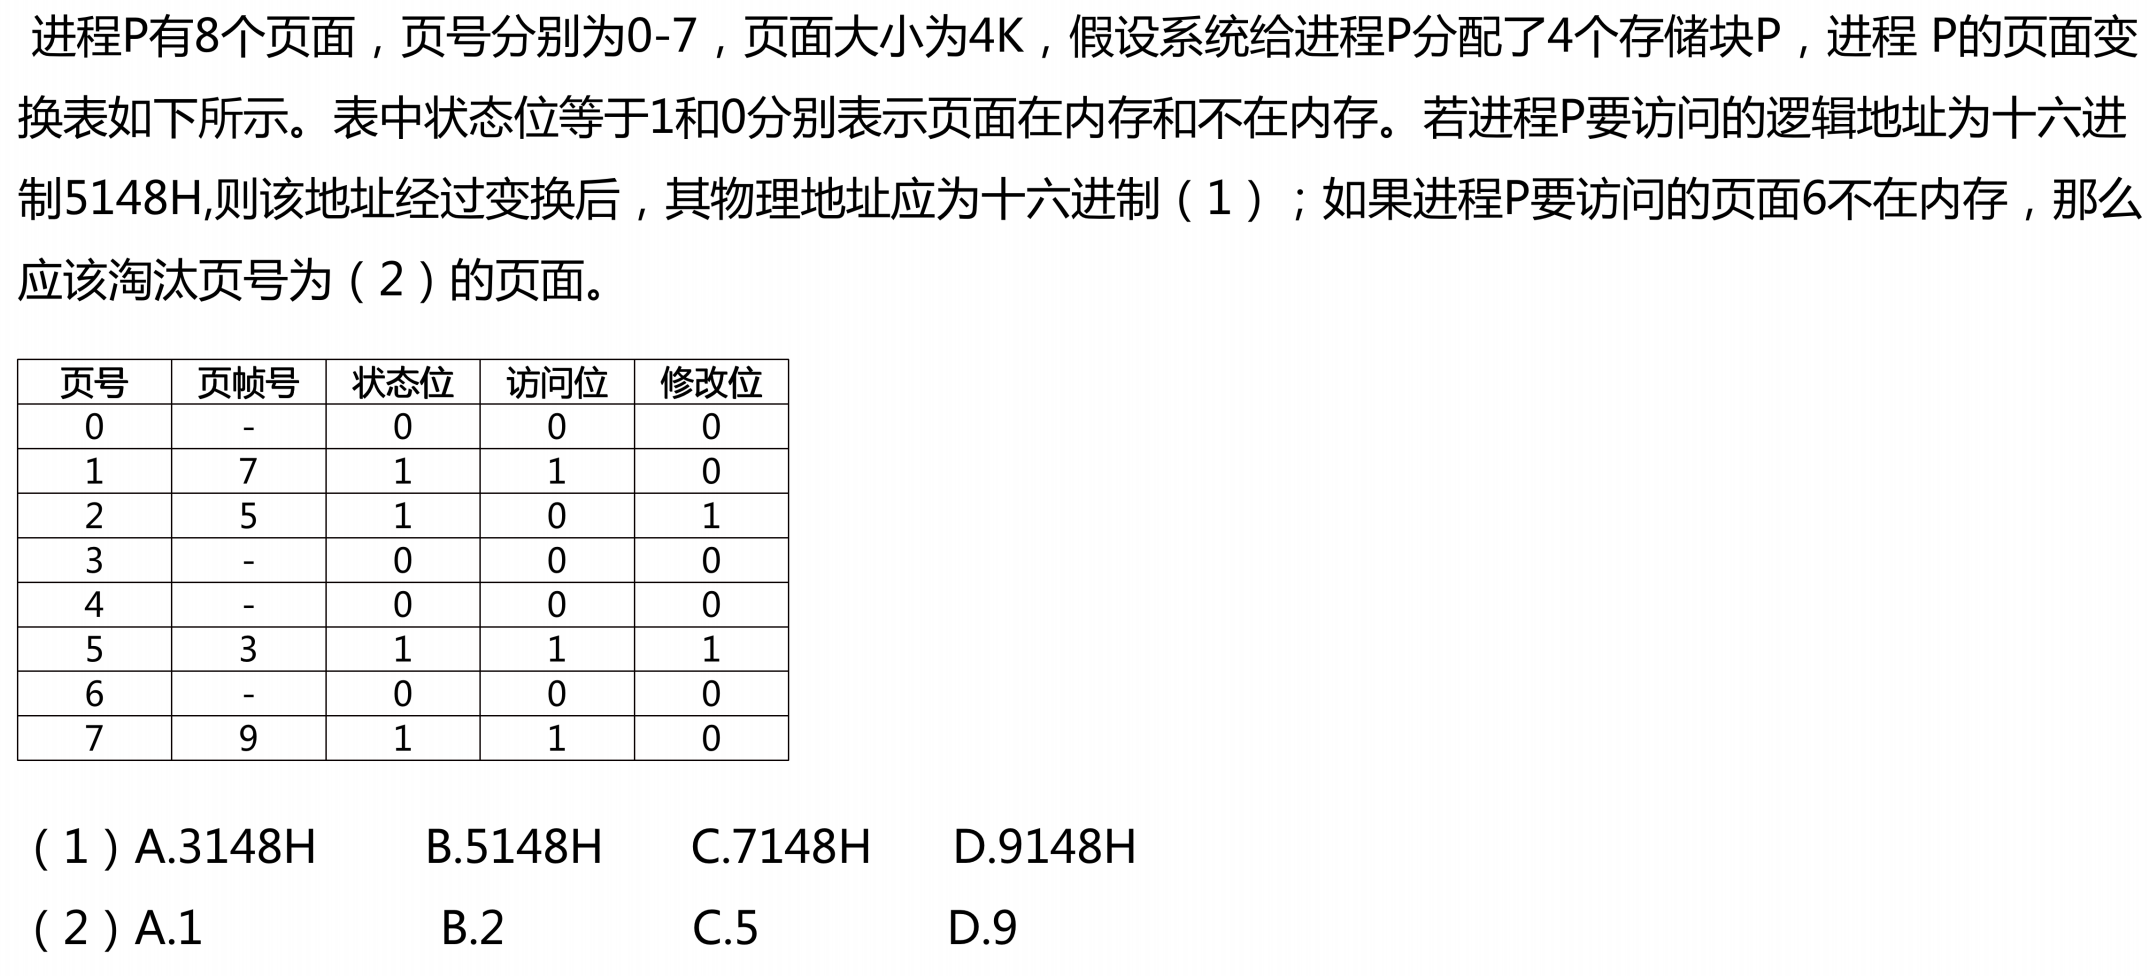 进程P有8个页面，页号分别为0-7，页面大小为4K，假设系统给进程P分配了4个存储块P，进程 P的页面变
换表如下所示。表中状态位等于1和0分别表示页面在内存和不在内存。若进程P要访问的逻辑地址为十六进
制5148H,则该地址经过变换后，其物理地址应为十六进制（1）；如果进程P要访问的页面6不在内存，那么
应该淘汰页号为（2）的页面。
页号 页帧号 状态位 访问位 修改位
0 - 0 0 0
1 7 1 1 0
2 5 1 0 1
3 - 0 0 0
4 - 0 0 0
5 3 1 1 1
6 - 0 0 0
7 9 1 1 0
（1）A.3148H B.5148H C.7148H D.9148H
（2）A.1 B.2 C.5 D.9